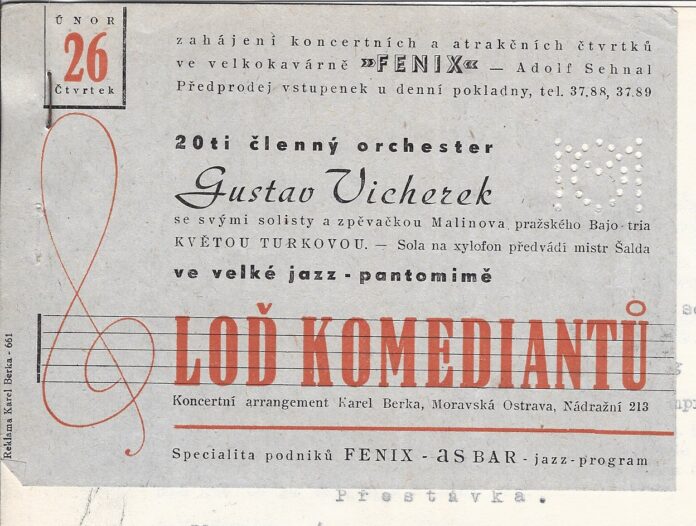 ÚNOR
26
Čtvrtek
zahájení koncertních a atrakčních čtvrtků
ve velkokavárně »FENIX« — Adolf Sehnal
Předprodej vstupenek u denní pokladny, tel. 37,88, 37,89
20ti členný orchester
Gustav Vicherek
se svými solisty a zpěvačkou Malinova pražského Bajo-tria
KVĚTOU TURKOVOU. — Sola na xylofon předvádí mistr Šalda
ve velké jazz-pantomimě
LOĎ KOMEDIANTŮ
Koncertní arrangement Karel Berka, Moravská Ostrava, Nádražní 213
Specialita podniků FENIX - aS BAR - jazz-program
Reklama Karel Berka - 661
Přestávka.